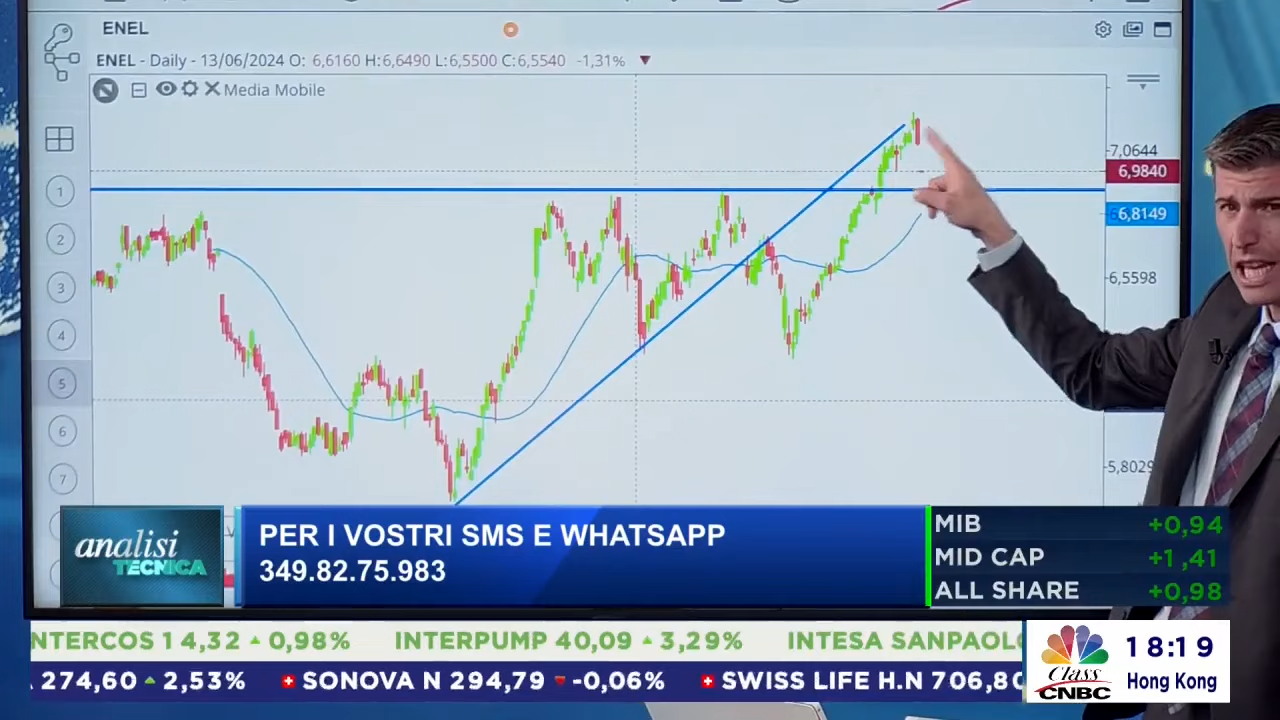 ENEL
ENEL - Daily - 13/06/2024 O: 6,6160 H:6,6490 L:6,5500 C:6,5540 -1,31% ▼
Media Mobile
7,0644
6,9840
6,8149
6,5598
5,8029
1
2
3
4
5
6
7
analisi
TECNICA
PER I VOSTRI SMS E WHATSAPP
349.82.75.983
MIB +0,94
MID CAP +1,41
ALL SHARE +0,98
NTERCOS 14,32 ▲ 0,98% INTERPUMP 40,09 ▲ 3,29% INTESA SANPAOLO
274,60 ▲ 2,53% SONOVA N 294,79 ▼ -0,06% SWISS LIFE H.N 706,80
Class
CNBC
18:19
Hong Kong